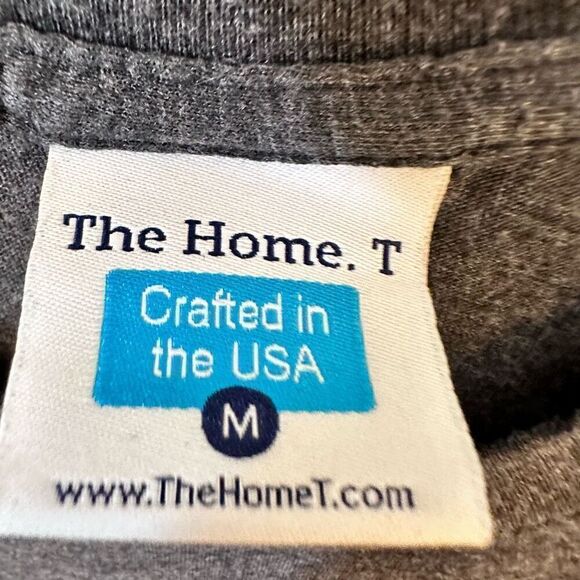 The Home. T
Crafted in
the USA
M
www.TheHomeT.com